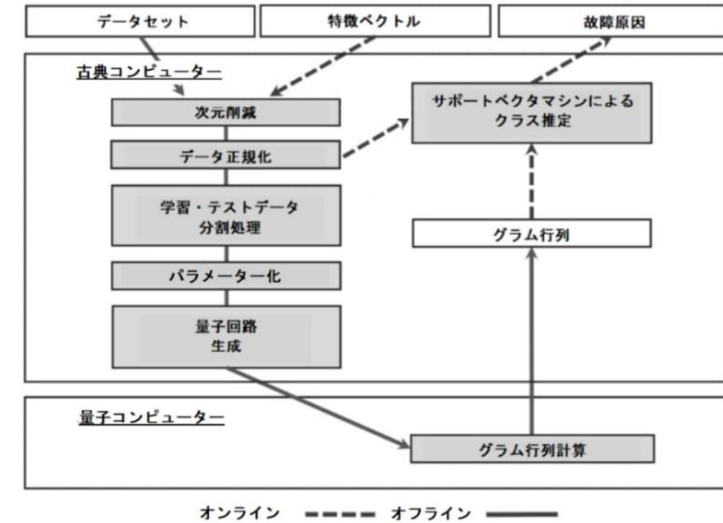 データセット
特徴ベクトル
故障原因
古典コンピューター
次元削減
データ正規化
学習・テストデータ
分割処理
パラメーター化
量子回路
生成
サポートベクタマシンによる
クラス推定
グラム行列
量子コンピューター
グラム行列計算
オンライン
オフライン